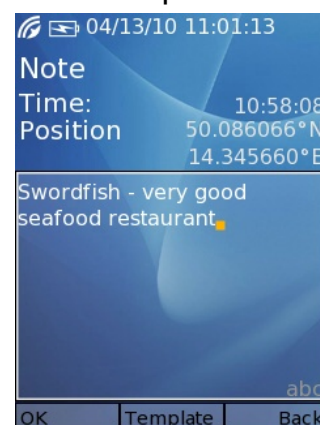 04/13/10 11:01:13
Note
Time: 10:58:08
Position 50.086066°N
14.345660°E
Swordfish - very good
seafood restaurant
abc
OK Template Back